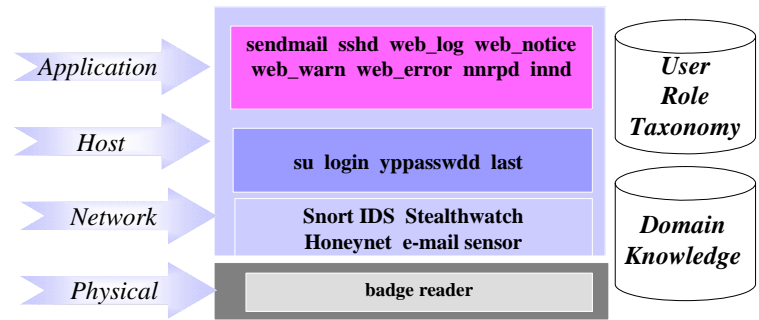 Application
sendmail sshd web_log web_notice
web_warn web_error nnrpd innd
Host
su login yppasswdd last
Network
Snort IDS Stealthwatch
Honeynet e-mail sensor
Physical
badge reader
User
Role
Taxonomy
Domain
Knowledge